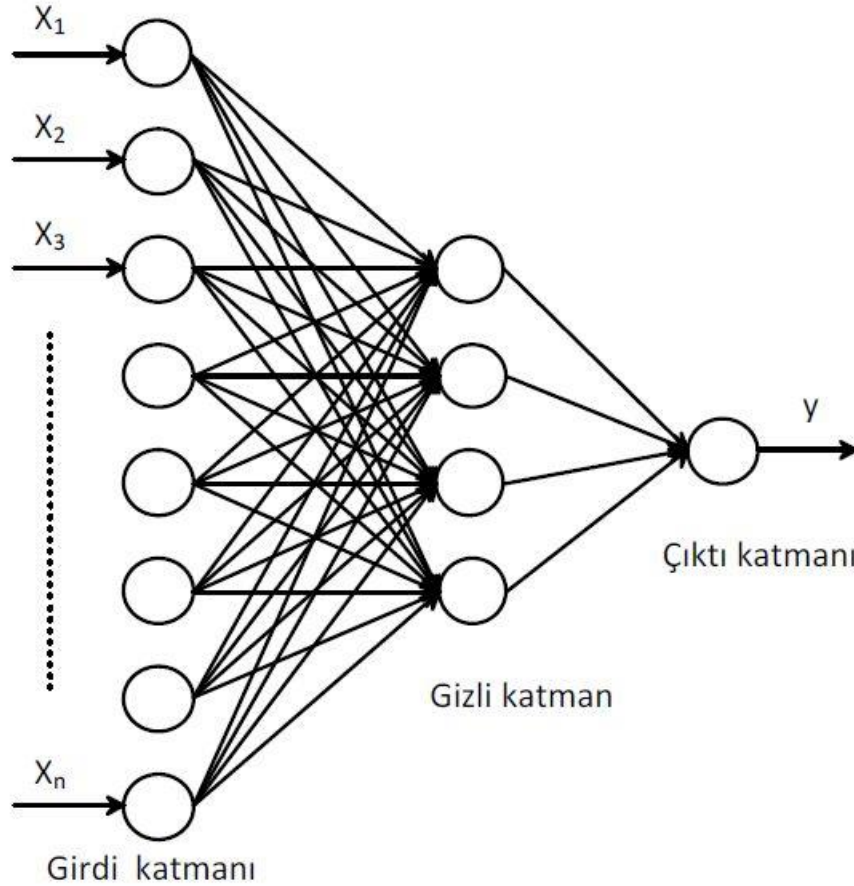 X₁
X₂
X₃
y
Çıktı katmanı
Gizli katman
Xₙ
Girdi katmanı